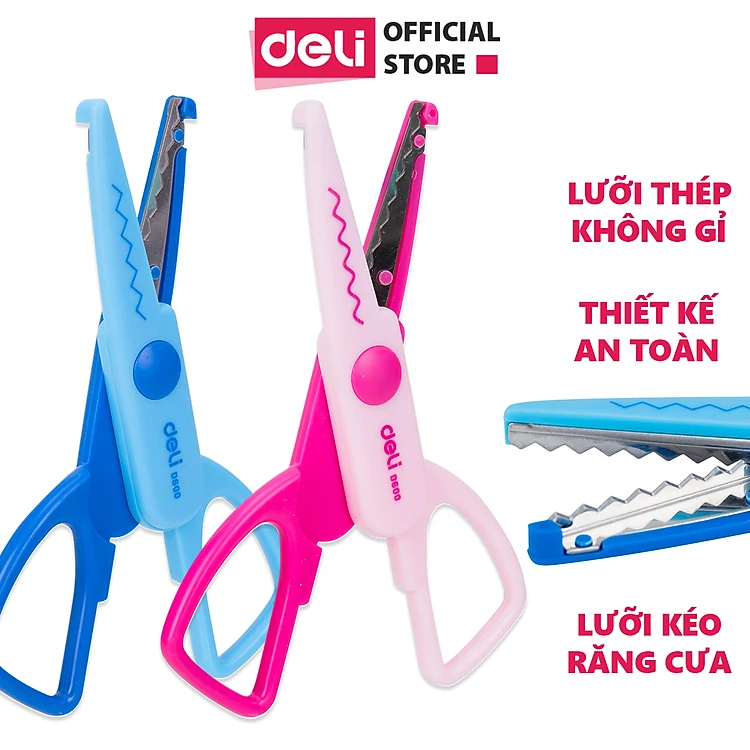 deli
OFFICIAL
STORE
LƯỠI THÉP
KHÔNG GỈ
THIẾT KẾ
AN TOÀN
deli D600
deli D600
LƯỠI KÉO
RĂNG CƯA